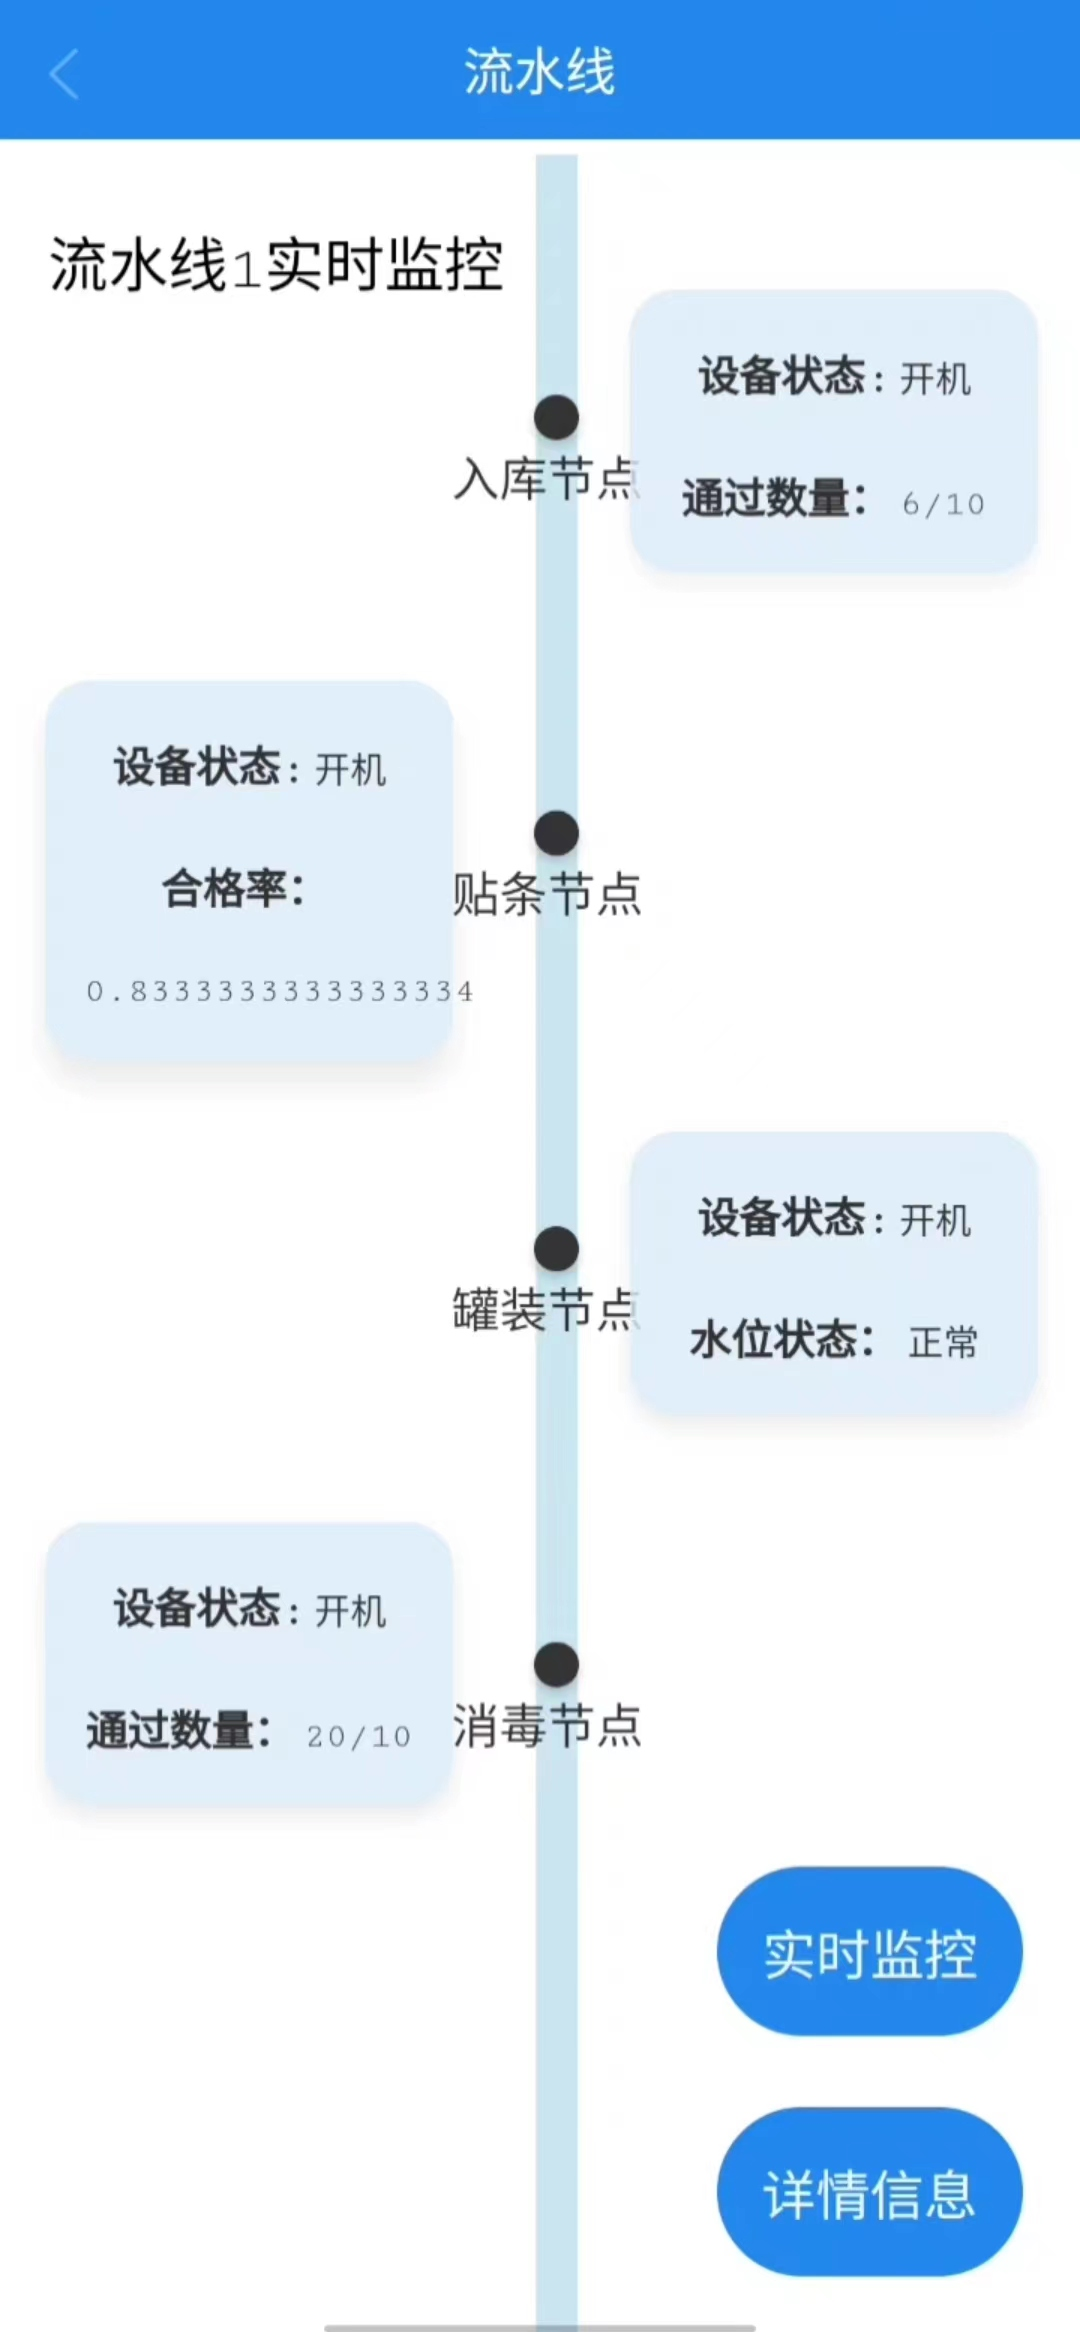 流水线
流水线1实时监控
设备状态: 开机
入库节点
通过数量: 6/10
设备状态: 开机
合格率:
贴条节点
0.8333333333333334
设备状态: 开机
罐装节点
水位状态: 正常
设备状态: 开机
通过数量: 20/10
消毒节点
实时监控
详情信息